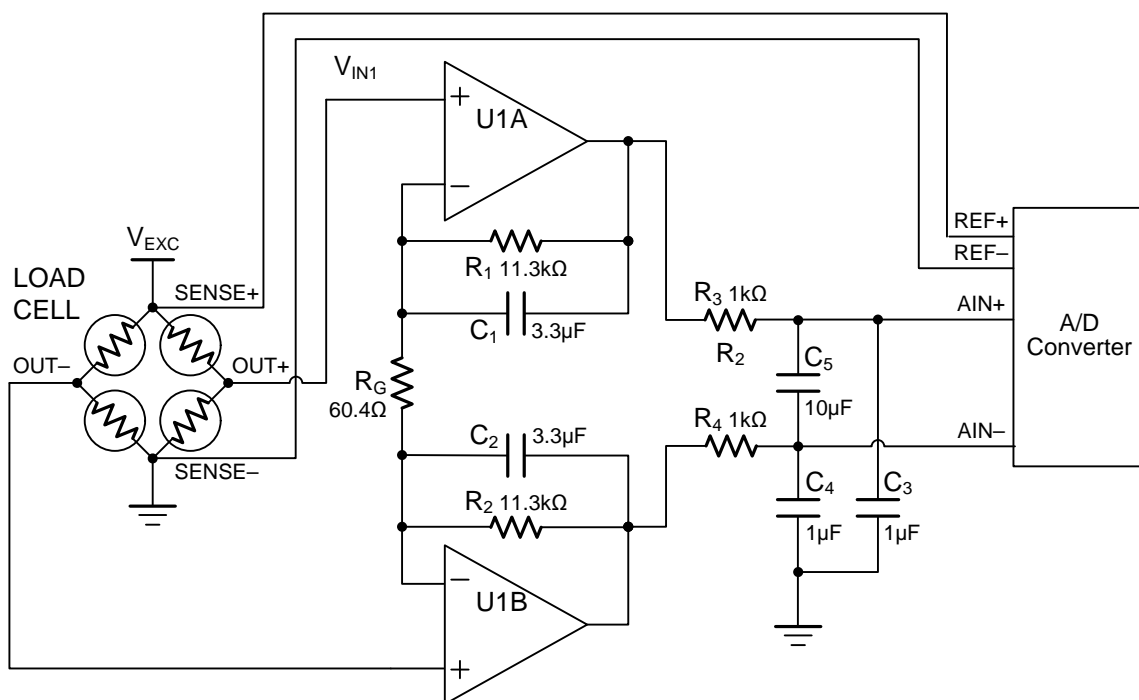 V_IN1
+
U1A
−
REF+
REF−
V_EXC
LOAD
CELL
SENSE+
R1 11.3kΩ
R3 1kΩ
AIN+
A/D
Converter
C1
3.3µF
R2
OUT−
OUT+
RG
60.4Ω
C5
10µF
C2
3.3µF
R4 1kΩ
AIN−
SENSE−
R2 11.3kΩ
C4
1µF
C3
1µF
−
U1B
+